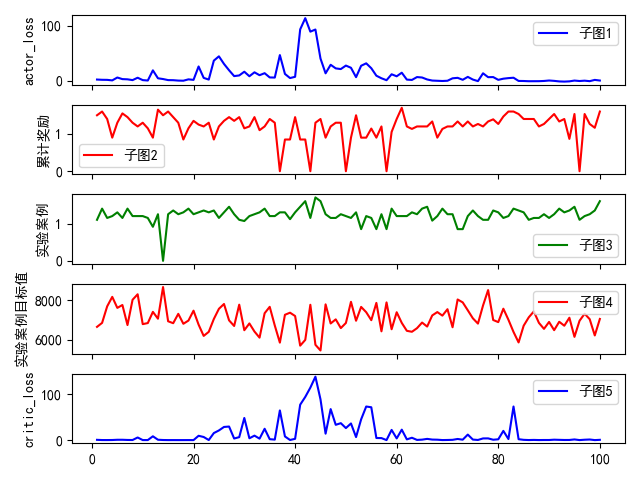 actor_loss
100
0
子图1
累计奖励
1
0
子图2
实验案例
1
0
子图3
实验案例目标值
8000
6000
子图4
critic_loss
100
0
子图5
0 20 40 60 80 100